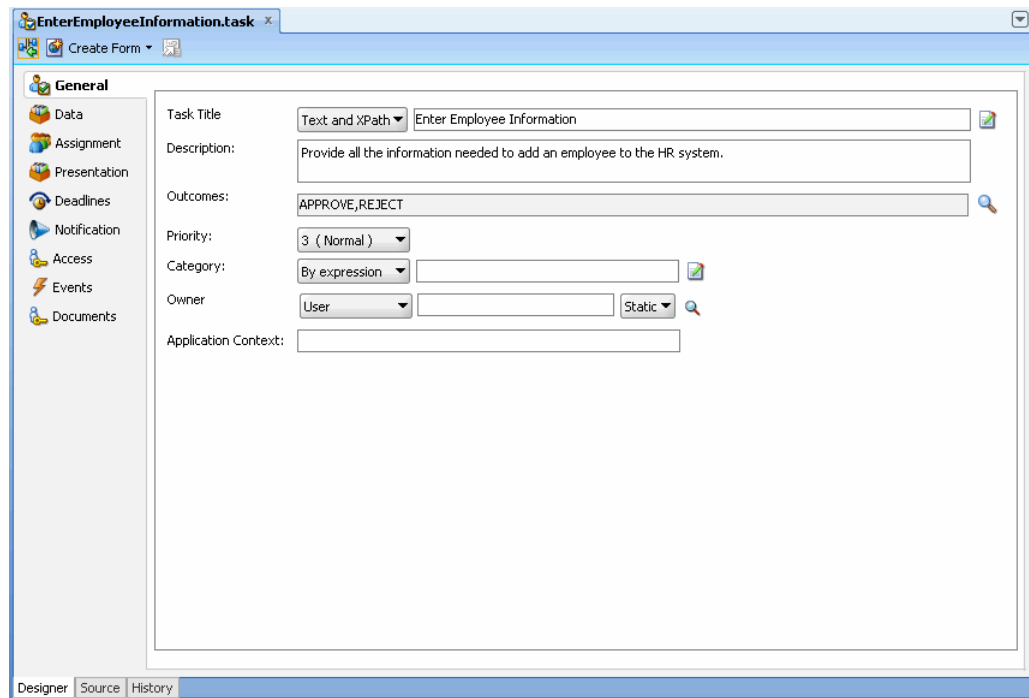 EnterEmployeeInformation.task
Create Form
General
Data
Assignment
Presentation
Deadlines
Notification
Access
Events
Documents
Task Title Text and XPath Enter Employee Information
Description: Provide all the information needed to add an employee to the HR system.
Outcomes: APPROVE,REJECT
Priority: 3 ( Normal )
Category: By expression
Owner User Static
Application Context:
Designer Source History